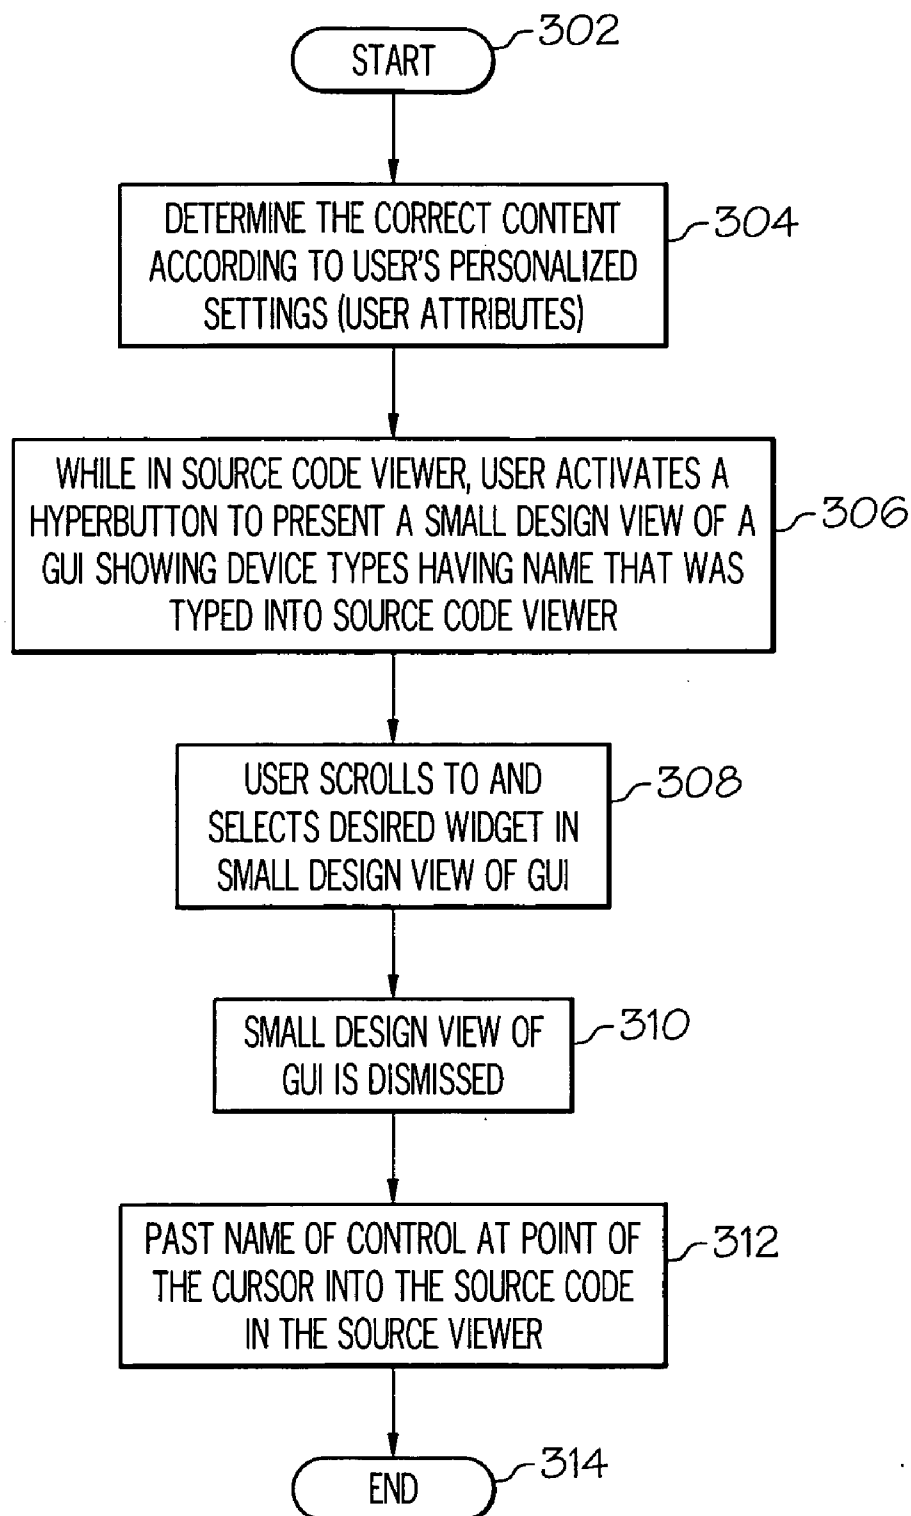 302
START
304
DETERMINE THE CORRECT CONTENT
ACCORDING TO USER'S PERSONALIZED
SETTINGS (USER ATTRIBUTES)
306
WHILE IN SOURCE CODE VIEWER, USER ACTIVATES A
HYPERBUTTON TO PRESENT A SMALL DESIGN VIEW OF A
GUI SHOWING DEVICE TYPES HAVING NAME THAT WAS
TYPED INTO SOURCE CODE VIEWER
308
USER SCROLLS TO AND
SELECTS DESIRED WIDGET IN
SMALL DESIGN VIEW OF GUI
310
SMALL DESIGN VIEW OF
GUI IS DISMISSED
312
PAST NAME OF CONTROL AT POINT OF
THE CURSOR INTO THE SOURCE CODE
IN THE SOURCE VIEWER
314
END